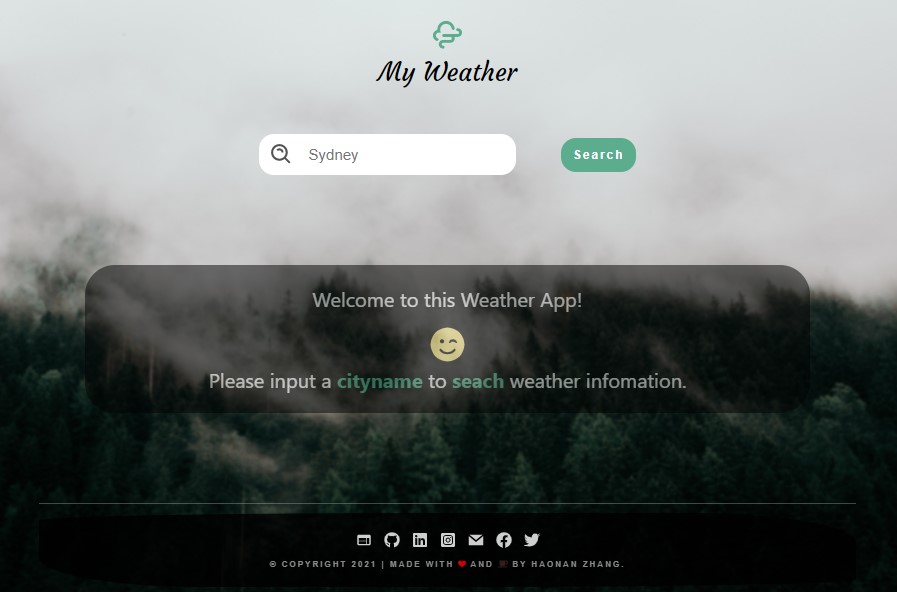 My Weather
Sydney
Search
Welcome to this Weather App!
Please input a cityname to seach weather infomation.
© COPYRIGHT 2021 | MADE WITH ❤ AND ☕ BY HAONAN ZHANG.